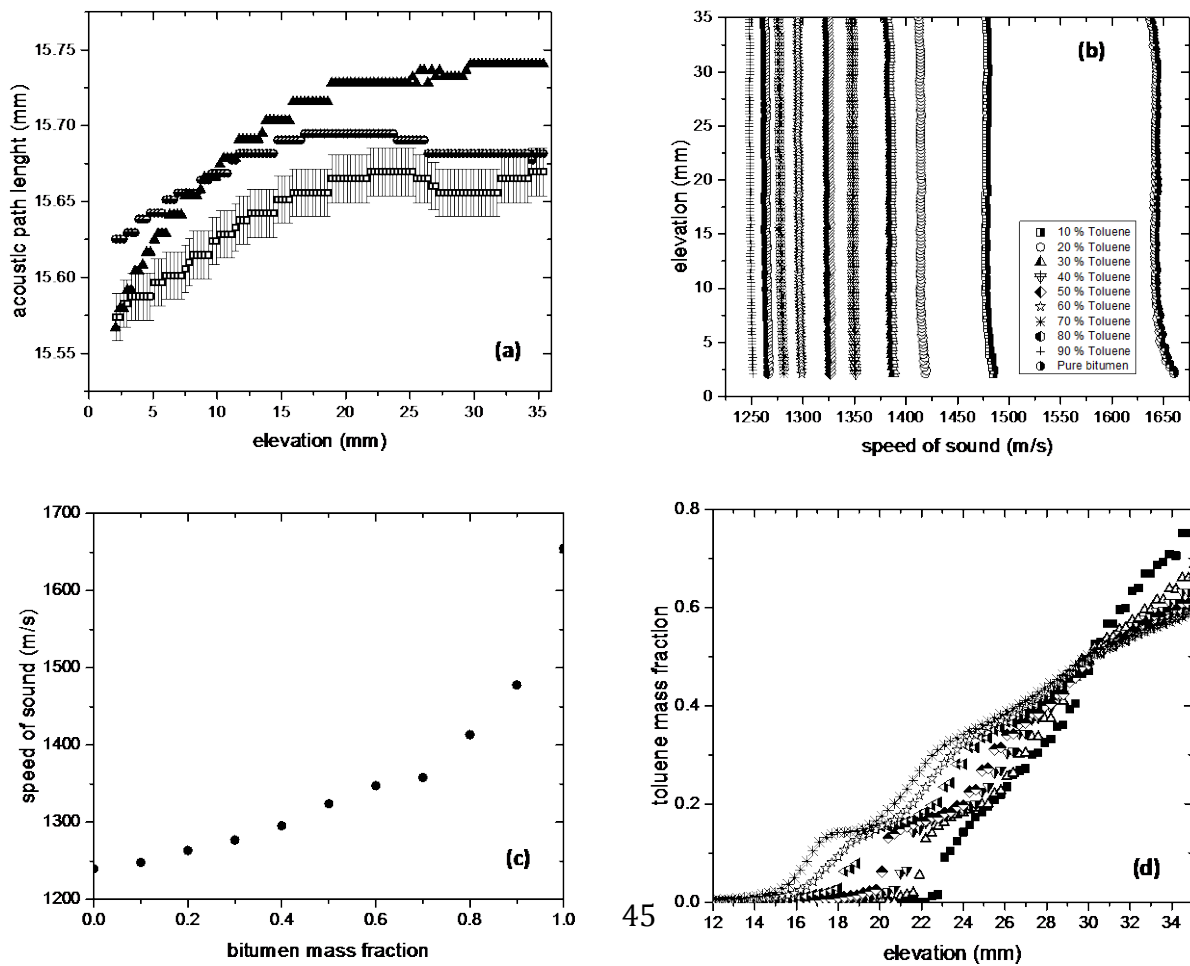 15.75
15.70
15.65
15.60
15.55
acoustic path lenght (mm)
(a)
0 5 10 15 20 25 30 35
elevation (mm)
35
30
25
20
15
10
5
0
elevation (mm)
(b)
10 % Toluene
20 % Toluene
30 % Toluene
40 % Toluene
50 % Toluene
60 % Toluene
70 % Toluene
80 % Toluene
90 % Toluene
Pure bitumen
1250 1300 1350 1400 1450 1500 1550 1600 1650
speed of sound (m/s)
1700
1600
1500
1400
1300
1200
speed of sound (m/s)
(c)
0.0 0.2 0.4 0.6 0.8 1.0
bitumen mass fraction
45
0.8
0.6
0.4
0.2
0.0
toluene mass fraction
(d)
12 14 16 18 20 22 24 26 28 30 32 34
elevation (mm)